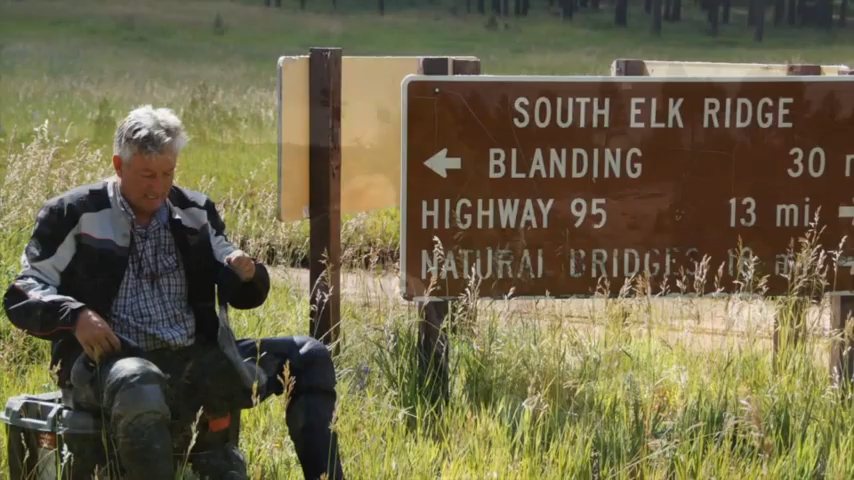 SOUTH ELK RIDGE
← BLANDING 30
HIGHWAY 95 13 mi
NATURAL BRIDGES